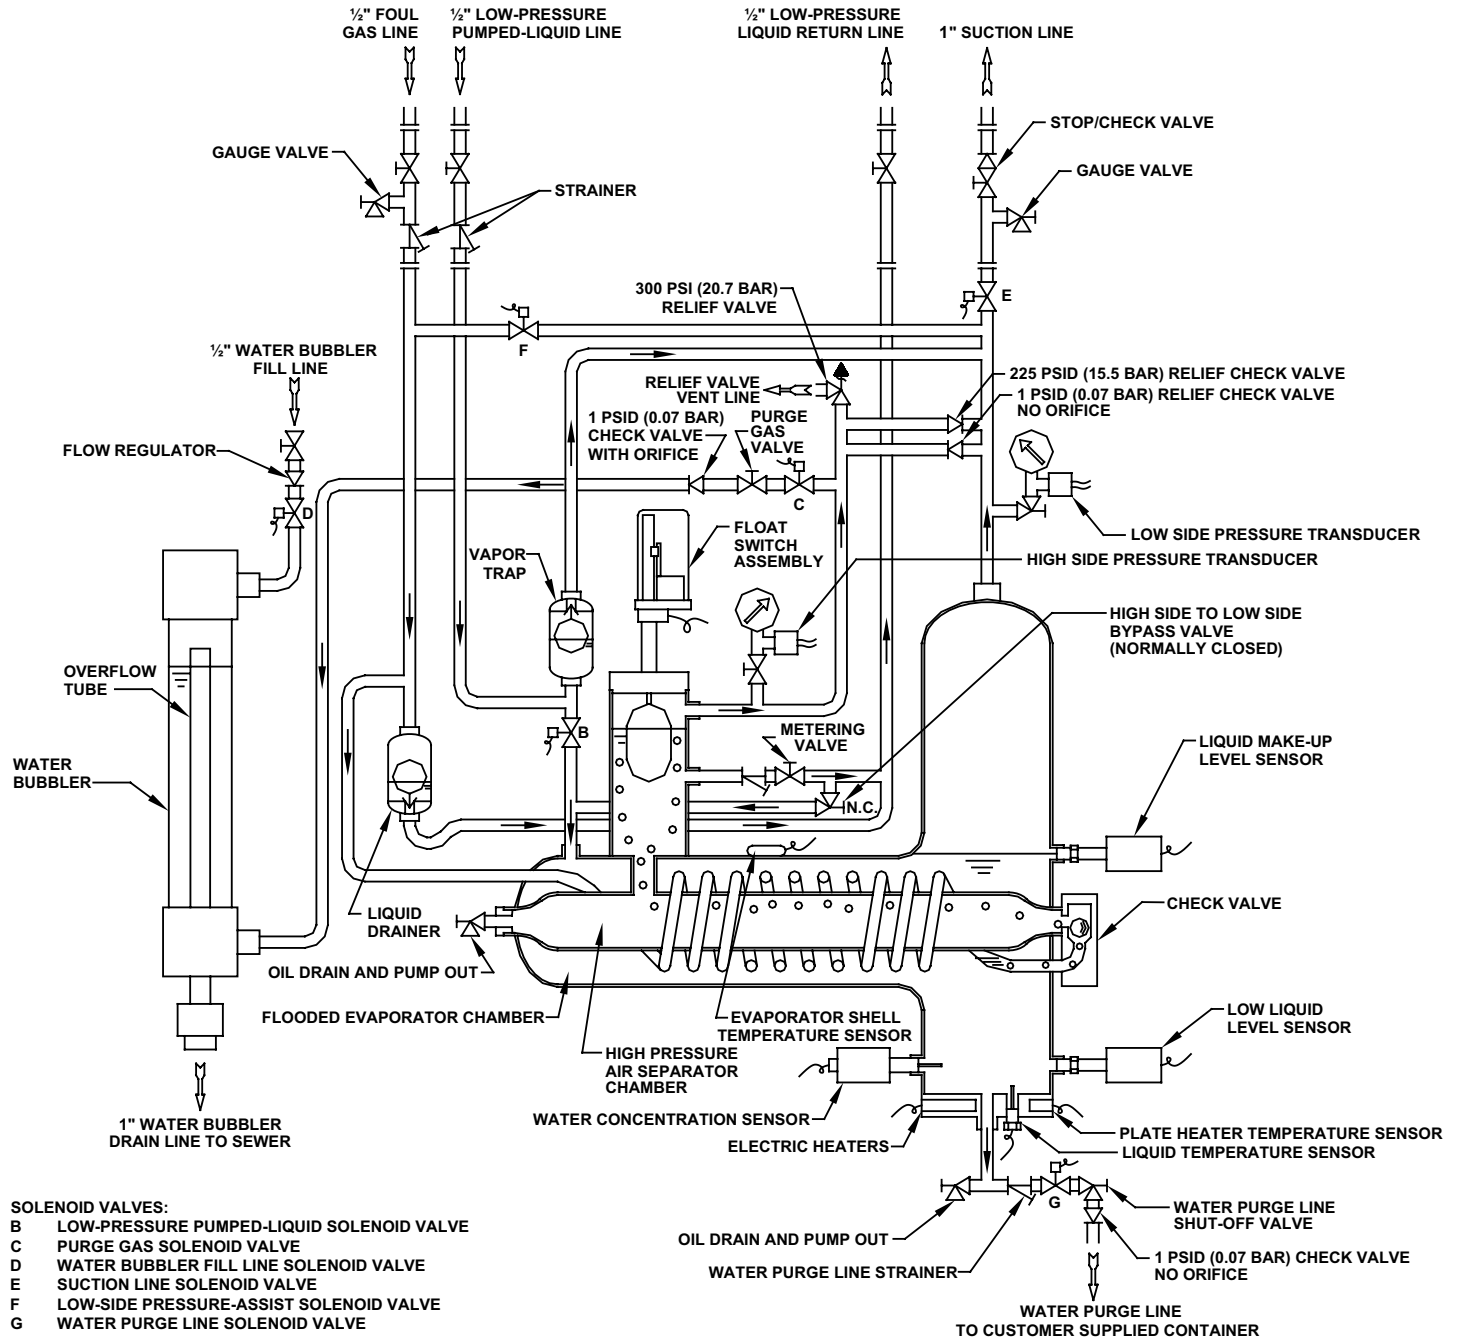 ½" FOUL
GAS LINE
½" LOW-PRESSURE
PUMPED-LIQUID LINE
½" LOW-PRESSURE
LIQUID RETURN LINE
1" SUCTION LINE
STOP/CHECK VALVE
GAUGE VALVE
GAUGE VALVE
STRAINER
300 PSI (20.7 BAR)
RELIEF VALVE
E
F
½" WATER BUBBLER
FILL LINE
RELIEF VALVE
VENT LINE
225 PSID (15.5 BAR) RELIEF CHECK VALVE
1 PSID (0.07 BAR) RELIEF CHECK VALVE
NO ORIFICE
1 PSID (0.07 BAR)
CHECK VALVE
WITH ORIFICE
PURGE
GAS
VALVE
FLOW REGULATOR
C
D
FLOAT
SWITCH
ASSEMBLY
LOW SIDE PRESSURE TRANSDUCER
VAPOR
TRAP
HIGH SIDE PRESSURE TRANSDUCER
HIGH SIDE TO LOW SIDE
BYPASS VALVE
(NORMALLY CLOSED)
OVERFLOW
TUBE
B
METERING
VALVE
LIQUID MAKE-UP
LEVEL SENSOR
WATER
BUBBLER
N.C.
LIQUID
DRAINER
CHECK VALVE
OIL DRAIN AND PUMP OUT
FLOODED EVAPORATOR CHAMBER
EVAPORATOR SHELL
TEMPERATURE SENSOR
LOW LIQUID
LEVEL SENSOR
HIGH PRESSURE
AIR SEPARATOR
CHAMBER
WATER CONCENTRATION SENSOR
1" WATER BUBBLER
DRAIN LINE TO SEWER
ELECTRIC HEATERS
PLATE HEATER TEMPERATURE SENSOR
LIQUID TEMPERATURE SENSOR
G
WATER PURGE LINE
SHUT-OFF VALVE
OIL DRAIN AND PUMP OUT
WATER PURGE LINE STRAINER
1 PSID (0.07 BAR) CHECK VALVE
NO ORIFICE
WATER PURGE LINE
TO CUSTOMER SUPPLIED CONTAINER
SOLENOID VALVES:
B LOW-PRESSURE PUMPED-LIQUID SOLENOID VALVE
C PURGE GAS SOLENOID VALVE
D WATER BUBBLER FILL LINE SOLENOID VALVE
E SUCTION LINE SOLENOID VALVE
F LOW-SIDE PRESSURE-ASSIST SOLENOID VALVE
G WATER PURGE LINE SOLENOID VALVE